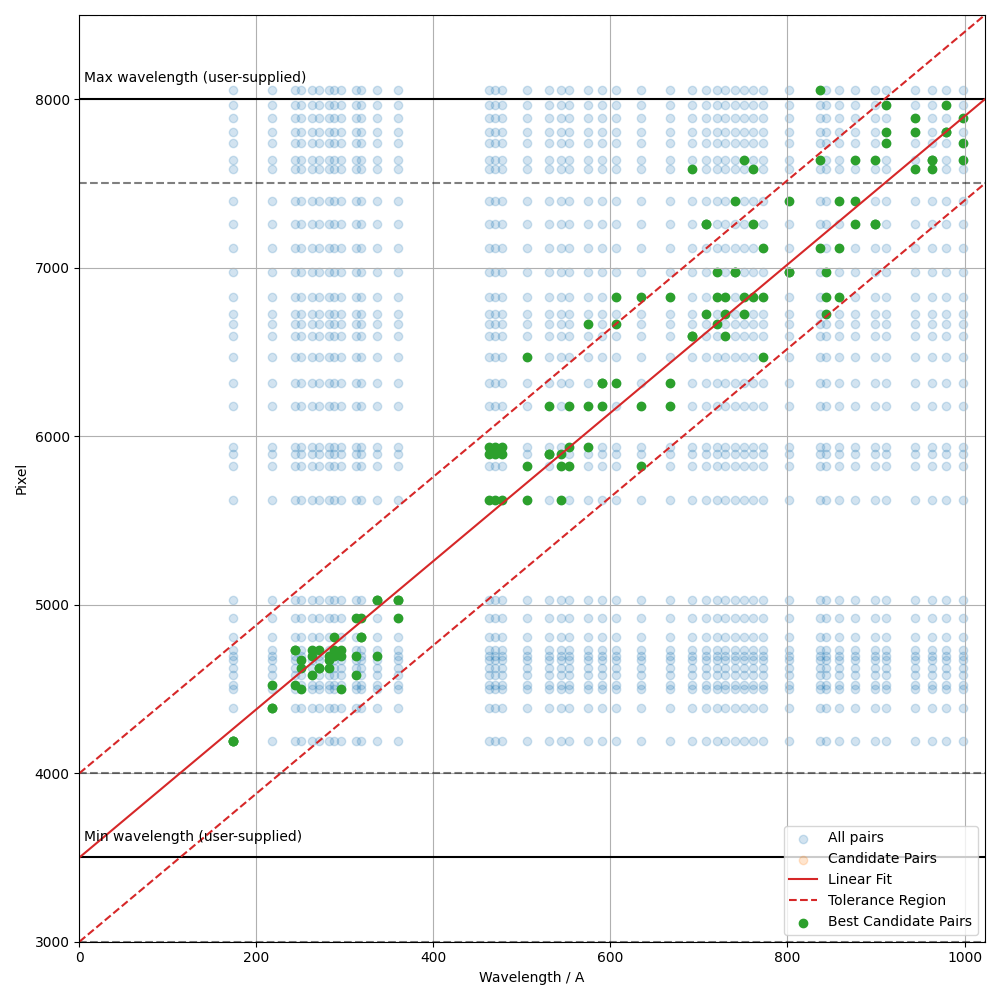 Max wavelength (user-supplied)
8000
7000
6000
Pixel
5000
4000
Min wavelength (user-supplied)
All pairs
Candidate Pairs
Linear Fit
Tolerance Region
Best Candidate Pairs
3000
0 200 400 600 800 1000
Wavelength / A